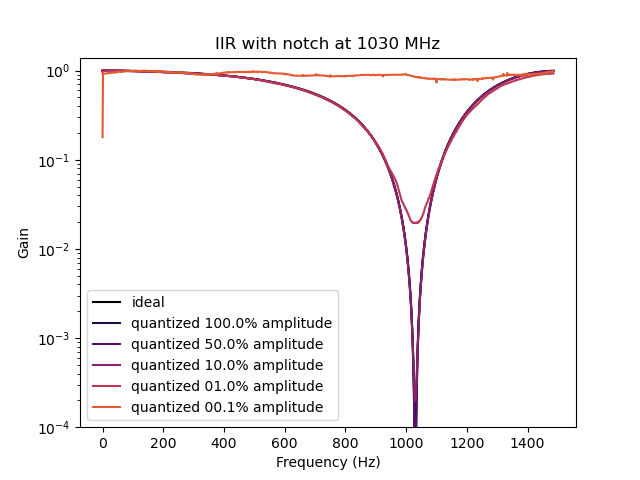 IIR with notch at 1030 MHz
10⁰
10⁻¹
10⁻²
10⁻³
10⁻⁴
Gain
ideal
quantized 100.0% amplitude
quantized 50.0% amplitude
quantized 10.0% amplitude
quantized 01.0% amplitude
quantized 00.1% amplitude
0 200 400 600 800 1000 1200 1400
Frequency (Hz)